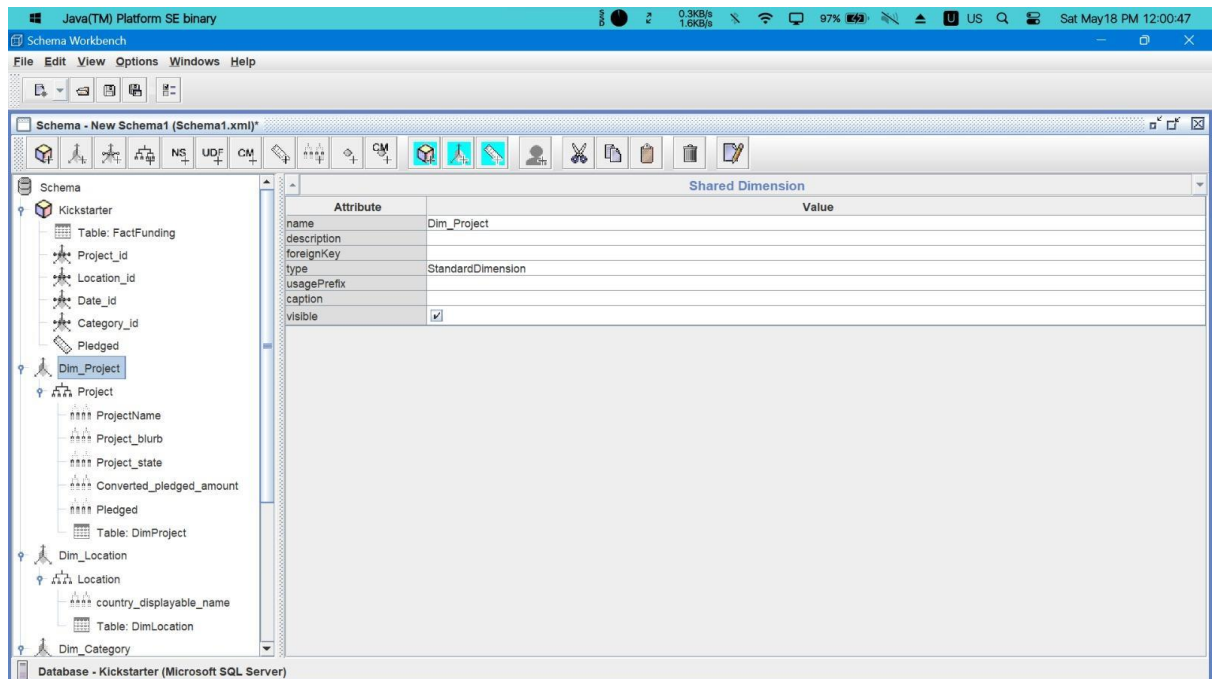 Java(TM) Platform SE binary
SSD
0.3KB/s
1.6KB/s
97%
U US
Sat May18 PM 12:00:47
Schema Workbench
File Edit View Options Windows Help
Schema - New Schema1 (Schema1.xml)*
NS UDF CM CM
Schema
Kickstarter
Table: FactFunding
Project_id
Location_id
Date_id
Category_id
Pledged
Dim_Project
Project
ProjectName
Project_blurb
Project_state
Converted_pledged_amount
Pledged
Table: DimProject
Dim_Location
Location
country_displayable_name
Table: DimLocation
Dim_Category
Shared Dimension
Attribute Value
name Dim_Project
description
foreignKey
type StandardDimension
usagePrefix
caption
visible
Database - Kickstarter (Microsoft SQL Server)